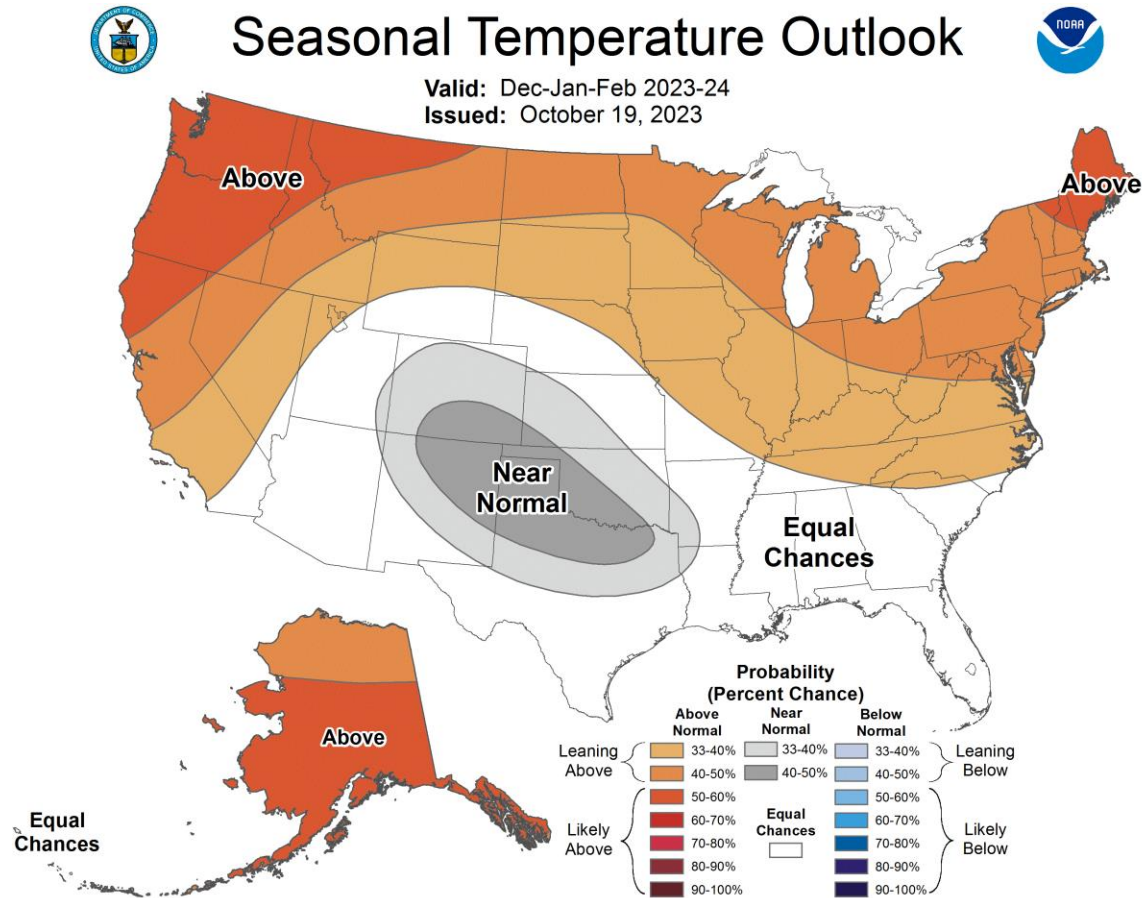 Seasonal Temperature Outlook
NOAA
Valid: Dec-Jan-Feb 2023-24
Issued: October 19, 2023
Above
Above
Near
Normal
Equal
Chances
Above
Equal
Chances
Probability
(Percent Chance)
Above
Normal
Near
Normal
Below
Normal
Leaning
Above
33-40%
40-50%
33-40%
40-50%
33-40%
40-50%
Leaning
Below
Likely
Above
50-60%
60-70%
70-80%
80-90%
90-100%
Equal
Chances
50-60%
60-70%
70-80%
80-90%
90-100%
Likely
Below